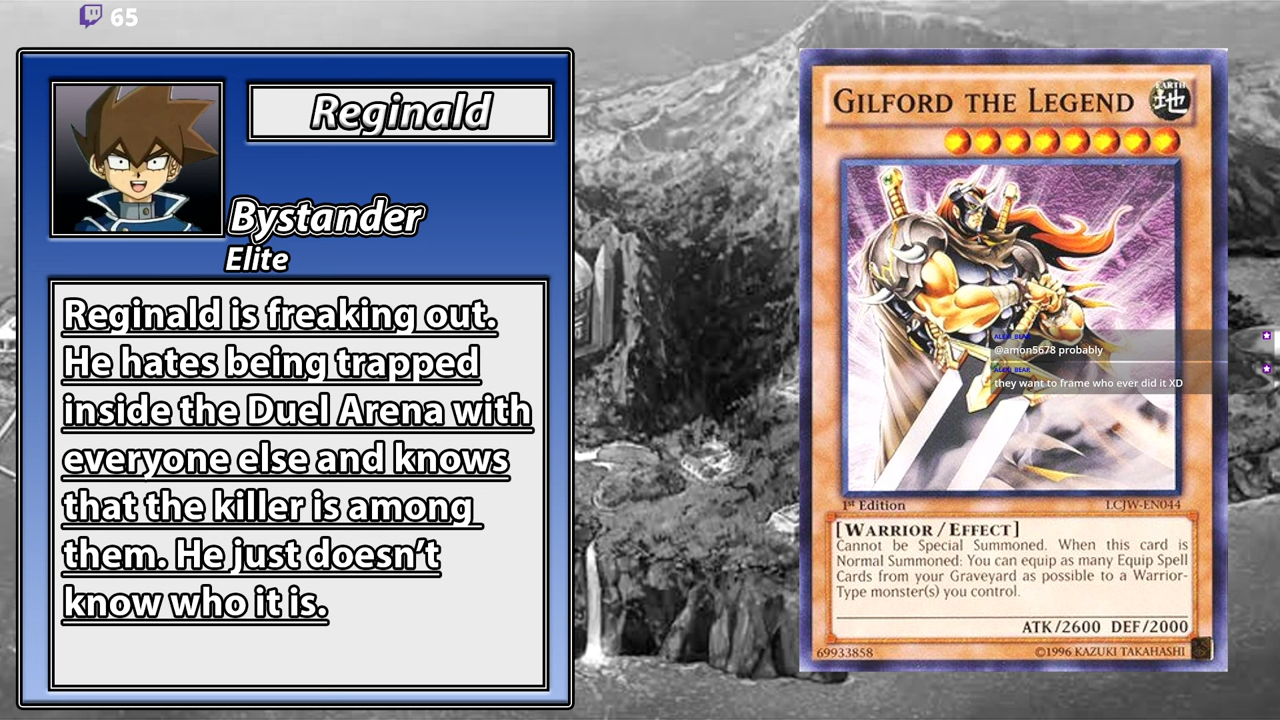 65
Reginald
Bystander
Elite
Reginald is freaking out.
He hates being trapped
inside the Duel Arena with
everyone else and knows
that the killer is among
them. He just doesn't
know who it is.
GILFORD THE LEGEND
EARTH
地
@amon5678 probably
they want to frame who ever did it XD
1st Edition
LCJW-EN044
[WARRIOR/EFFECT]
Cannot be Special Summoned. When this card is
Normal Summoned: You can equip as many Equip Spell
Cards from your Graveyard as possible to a Warrior-
Type monster(s) you control.
ATK/2600 DEF/2000
69933858
©1996 KAZUKI TAKAHASHI